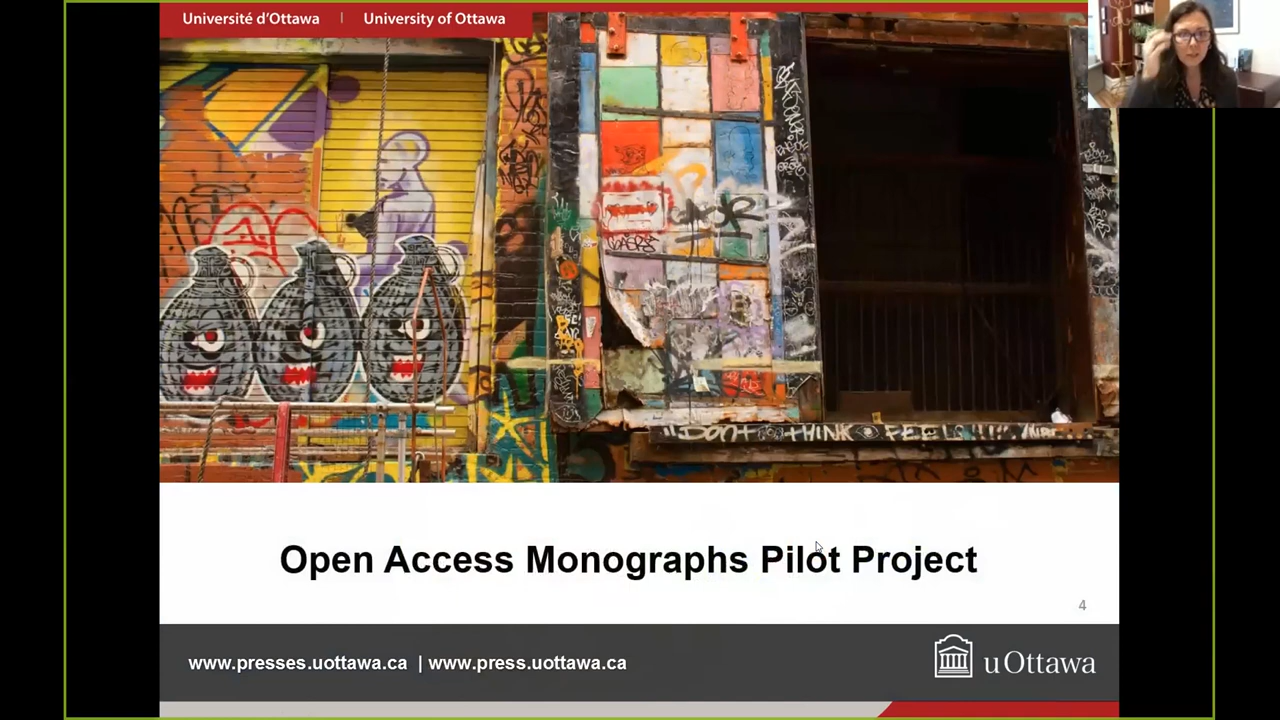 Université d'Ottawa | University of Ottawa
"DON'T THINK FEEL
Open Access Monographs Pilot Project
4
www.presses.uottawa.ca | www.press.uottawa.ca
uOttawa